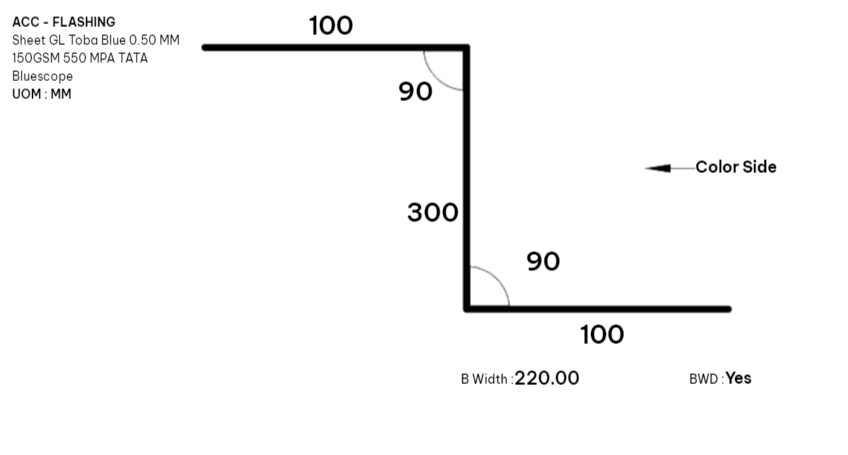 ACC - FLASHING
Sheet GL Toba Blue 0.50 MM
150GSM 550 MPA TATA
Bluescope
UOM : MM
100
90
Color Side
300
90
100
B Width :220.00
BWD : Yes